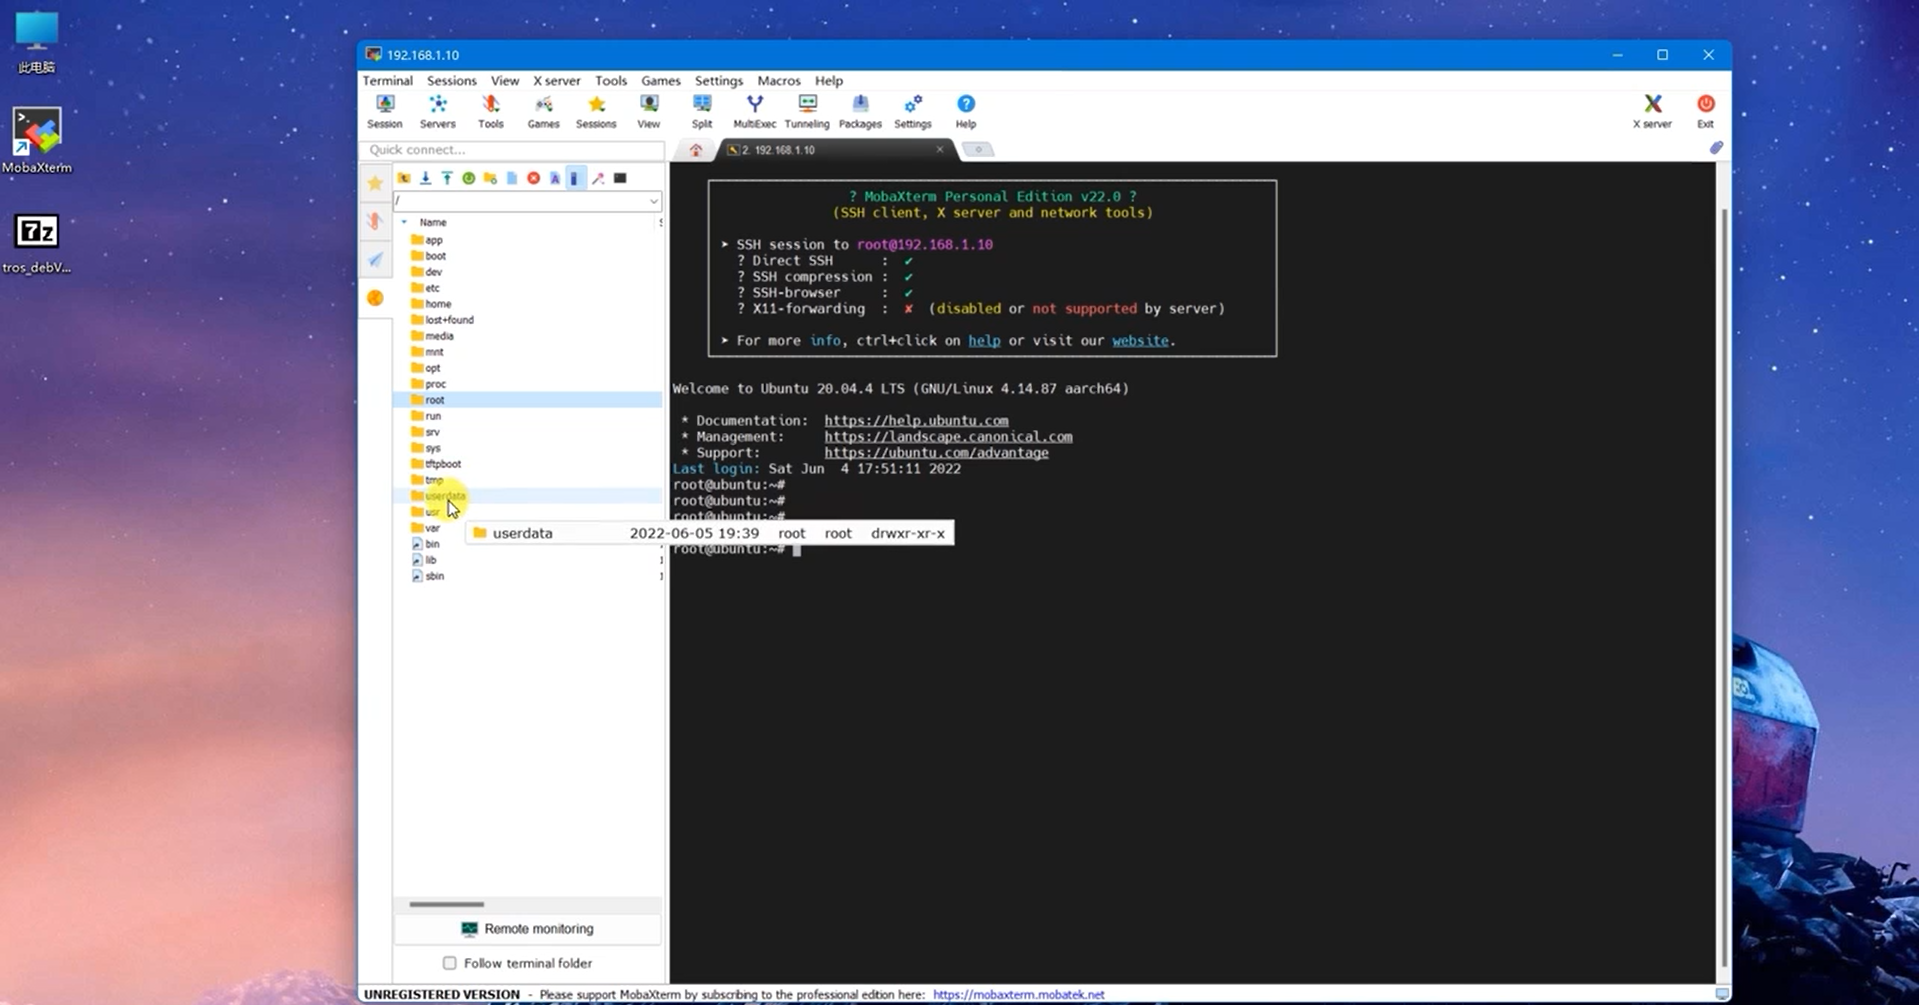 此电脑
MobaXterm
7z
tros_debV...
192.168.1.10
Terminal Sessions View X server Tools Games Settings Macros Help
Session Servers Tools Games Sessions View Split MultiExec Tunneling Packages Settings Help X server Exit
Quick connect...
2. 192.168.1.10
/
Name
app
boot
dev
etc
home
lost+found
media
mnt
opt
proc
root
run
srv
sys
tftpboot
tmp
userdata
usr
var
bin
lib
sbin
userdata 2022-06-05 19:39 root root drwxr-xr-x
Remote monitoring
Follow terminal folder
? MobaXterm Personal Edition v22.0 ?
(SSH client, X server and network tools)
➤ SSH session to root@192.168.1.10
? Direct SSH : ✔
? SSH compression : ✔
? SSH-browser : ✔
? X11-forwarding : ✘ (disabled or not supported by server)
➤ For more info, ctrl+click on help or visit our website.
Welcome to Ubuntu 20.04.4 LTS (GNU/Linux 4.14.87 aarch64)
* Documentation: https://help.ubuntu.com
* Management: https://landscape.canonical.com
* Support: https://ubuntu.com/advantage
Last login: Sat Jun 4 17:51:11 2022
root@ubuntu:~#
root@ubuntu:~#
root@ubuntu:~#
root@ubuntu:~#
UNREGISTERED VERSION - Please support MobaXterm by subscribing to the professional edition here: https://mobaxterm.mobatek.net